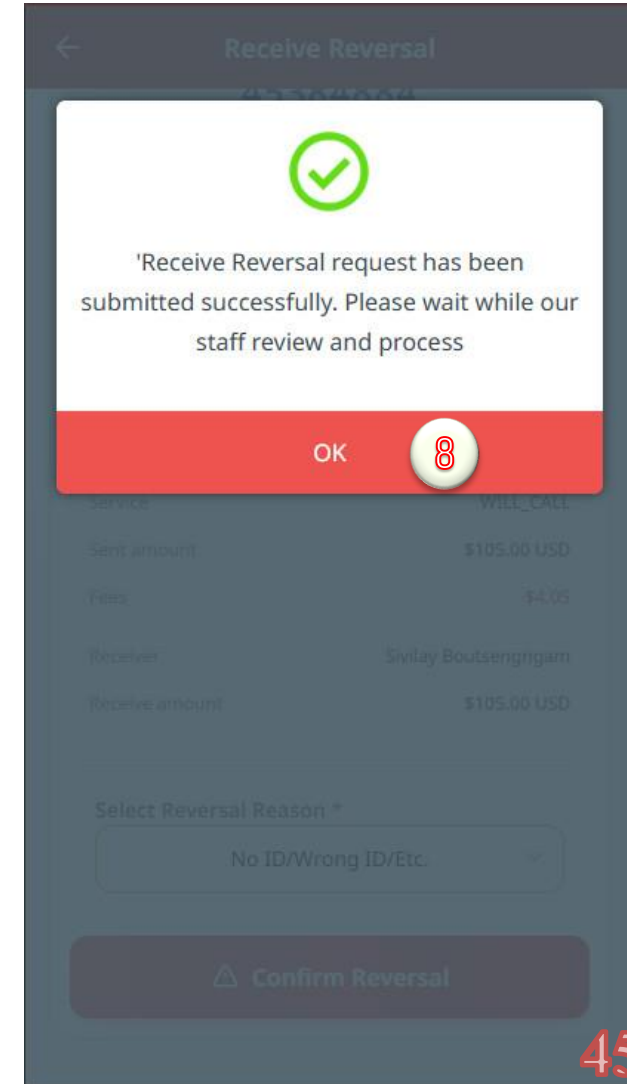 Receive Reversal
'Receive Reversal request has been
submitted successfully. Please wait while our
staff review and process
OK 8
Service WILL_CALL
Sent amount $105.00 USD
Fees -$4.05
Receiver
Receive amount $105.00 USD
Select Reversal Reason *
No ID/Wrong ID/Etc.
Confirm Reversal
45